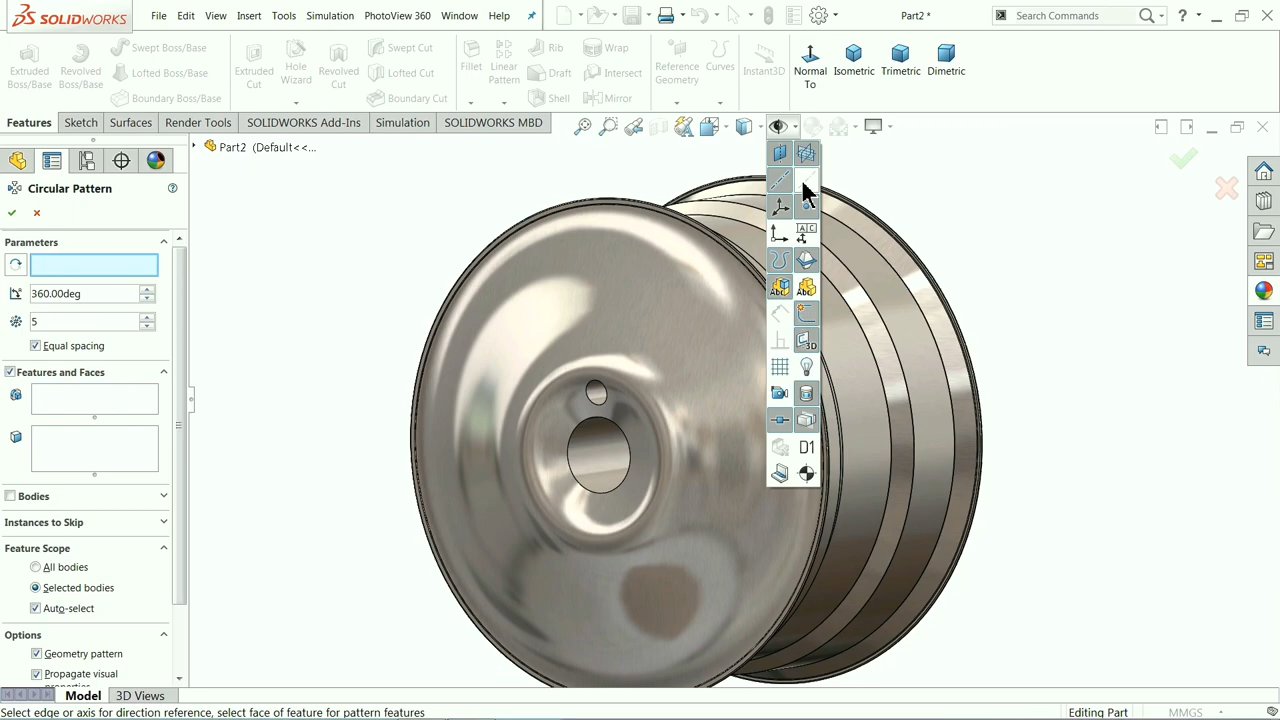 SOLIDWORKS
File Edit View Insert Tools Simulation PhotoView 360 Window Help
Part2 *
Search Commands
?
Extruded Boss/Base
Revolved Boss/Base
Swept Boss/Base
Lofted Boss/Base
Boundary Boss/Base
Extruded Cut
Hole Wizard
Revolved Cut
Swept Cut
Lofted Cut
Boundary Cut
Fillet
Linear Pattern
Rib
Draft
Shell
Wrap
Intersect
Mirror
Reference Geometry
Curves
Instant3D
Normal To
Isometric
Trimetric
Dimetric
Features Sketch Surfaces Render Tools SOLIDWORKS Add-Ins Simulation SOLIDWORKS MBD
Part2 (Default<<...
Circular Pattern
?
Parameters
360.00deg
5
Equal spacing
Features and Faces
Bodies
Instances to Skip
Feature Scope
All bodies
Selected bodies
Auto-select
Options
Geometry pattern
Propagate visual
Abc Abc
3D
D1
Model 3D Views
Select edge or axis for direction reference, select face of feature for pattern features
Editing Part
MMGS